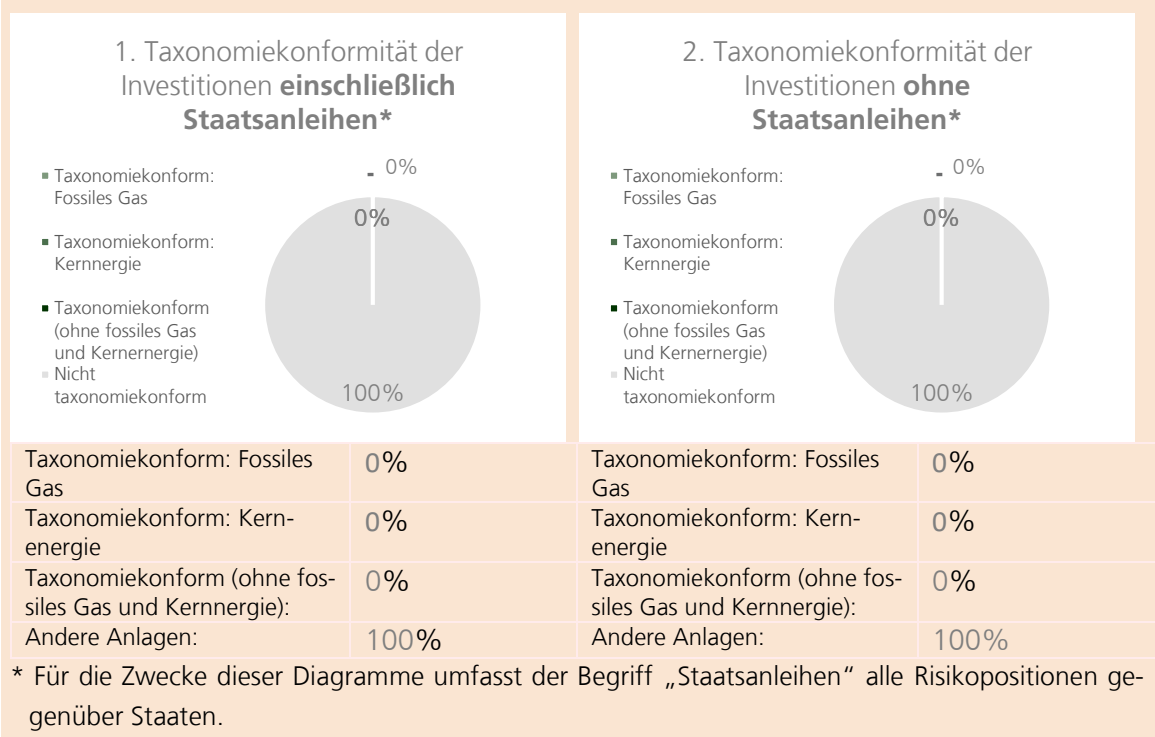 1. Taxonomiekonformität der
Investitionen einschließlich
Staatsanleihen*
Taxonomiekonform:
Fossiles Gas
Taxonomiekonform:
Kernnergie
Taxonomiekonform
(ohne fossiles Gas
und Kernernergie)
Nicht
taxonomiekonform
- 0%
0%
100%
2. Taxonomiekonformität der
Investitionen ohne
Staatsanleihen*
Taxonomiekonform:
Fossiles Gas
Taxonomiekonform:
Kernnergie
Taxonomiekonform
(ohne fossiles Gas
und Kernernergie)
Nicht
taxonomiekonform
- 0%
0%
100%
Taxonomiekonform: Fossiles
Gas
0%
Taxonomiekonform: Fossiles
Gas
0%
Taxonomiekonform: Kern-
energie
0%
Taxonomiekonform: Kern-
energie
0%
Taxonomiekonform (ohne fos-
siles Gas und Kernnergie):
0%
Taxonomiekonform (ohne fos-
siles Gas und Kernnergie):
0%
Andere Anlagen:
100%
Andere Anlagen:
100%
* Für die Zwecke dieser Diagramme umfasst der Begriff „Staatsanleihen“ alle Risikopositionen ge-
genüber Staaten.